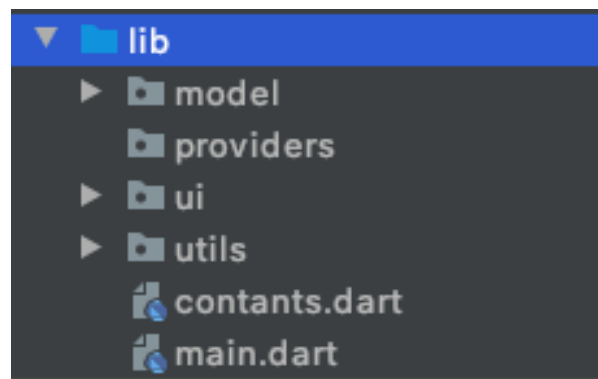 lib
model
providers
ui
utils
contants.dart
main.dart